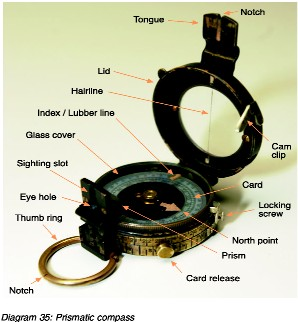 Notch
Tongue
Lid
Hairline
Index / Lubber line
Glass cover
Cam
clip
Sighting slot
Card
Eye hole
Locking
screw
Thumb ring
North point
Prism
Notch
Card release
Diagram 35: Prismatic compass